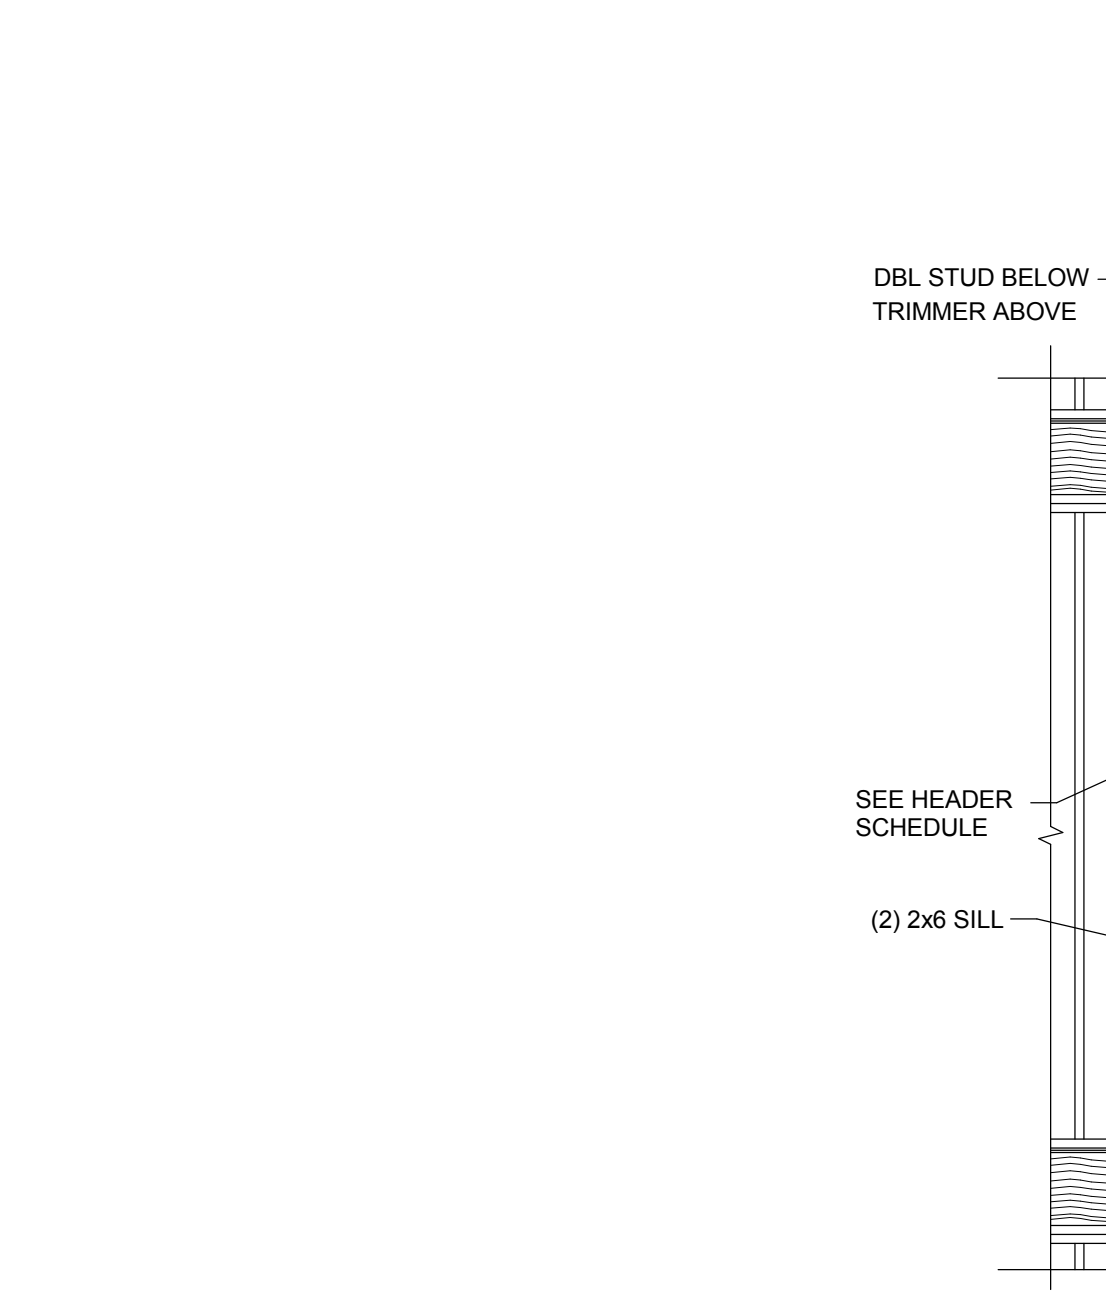 DBL STUD BELOW
TRIMMER ABOVE
SEE HEADER
SCHEDULE
(2) 2x6 SILL